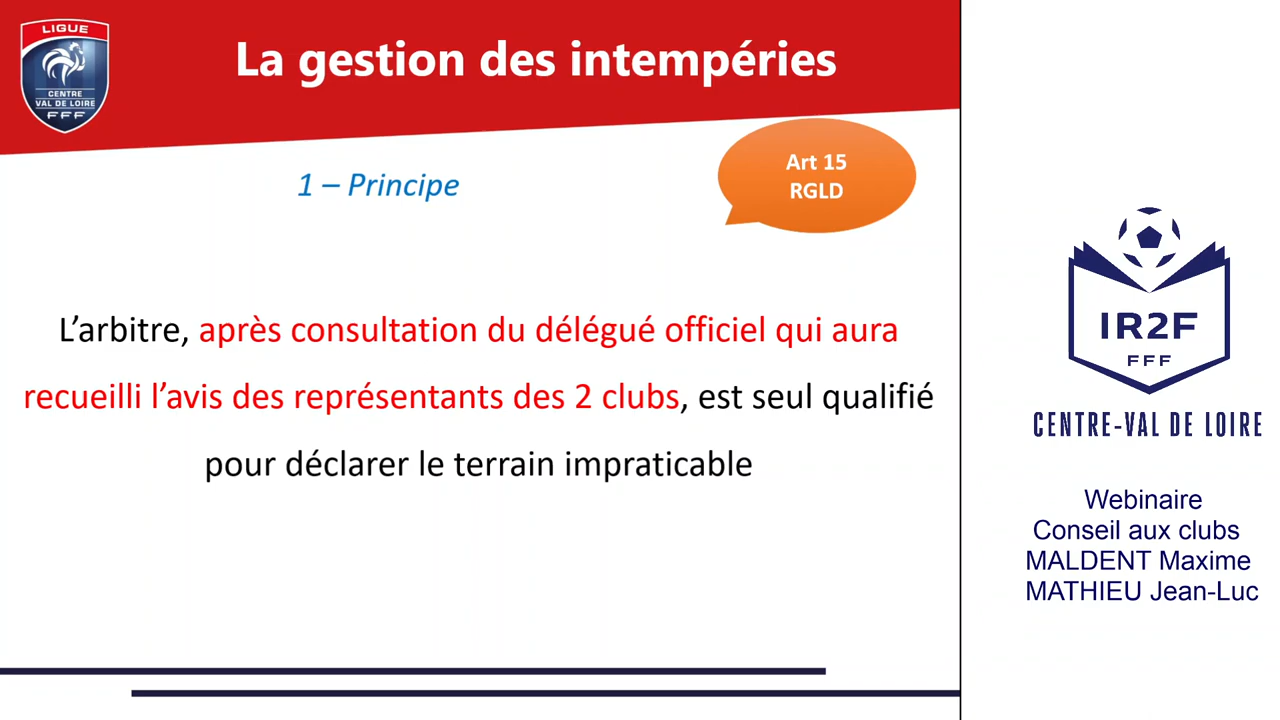 LIGUE
CENTRE
VAL DE LOIRE
FFF
La gestion des intempéries
1 – Principe
Art 15
RGLD
L’arbitre, après consultation du délégué officiel qui aura
recueilli l’avis des représentants des 2 clubs, est seul qualifié
pour déclarer le terrain impraticable
IR2F
FFF
CENTRE-VAL DE LOIRE
Webinaire
Conseil aux clubs
MALDENT Maxime
MATHIEU Jean-Luc